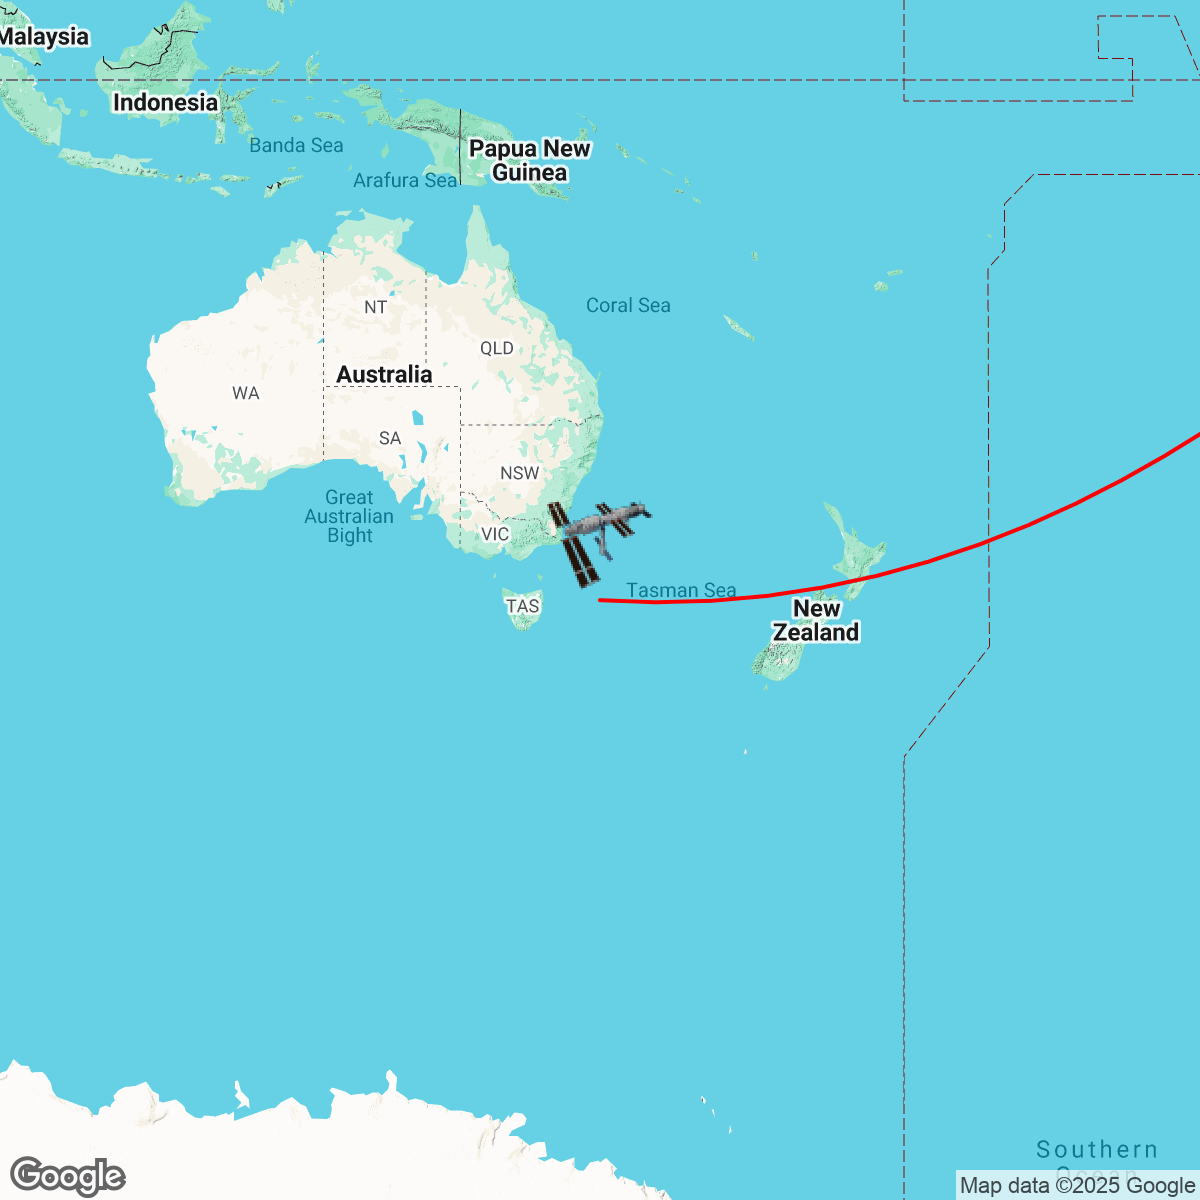 Malaysia
Indonesia
Banda Sea
Papua New
Guinea
Arafura Sea
Coral Sea
NT
QLD
Australia
WA
SA
NSW
Great
Australian
Bight
VIC
Tasman Sea
TAS
New
Zealand
Southern
Ocean
Google
Map data ©2025 Google